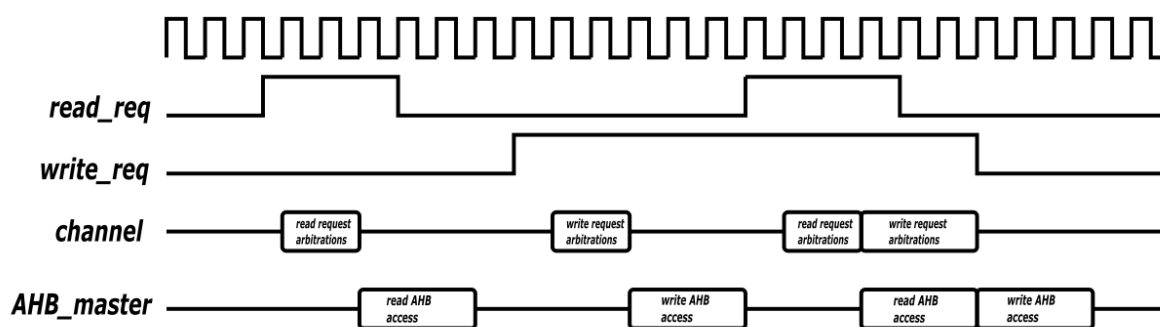 read_req
write_req
channel
read request
arbitrations
write request
arbitrations
read request
arbitrations
write request
arbitrations
AHB_master
read AHB
access
write AHB
access
read AHB
access
write AHB
access